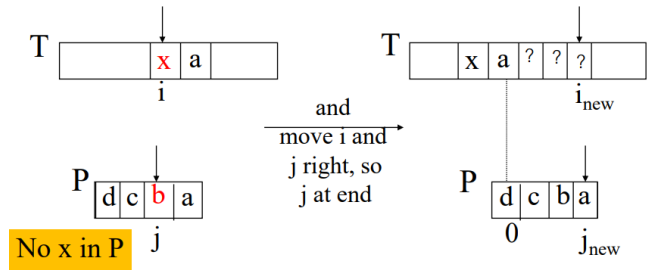 T
x a
i
P
d c b a
j
No x in P
and
move i and
j right, so
j at end
T
x a ? ? ?
i new
P
d c b a
0
j new